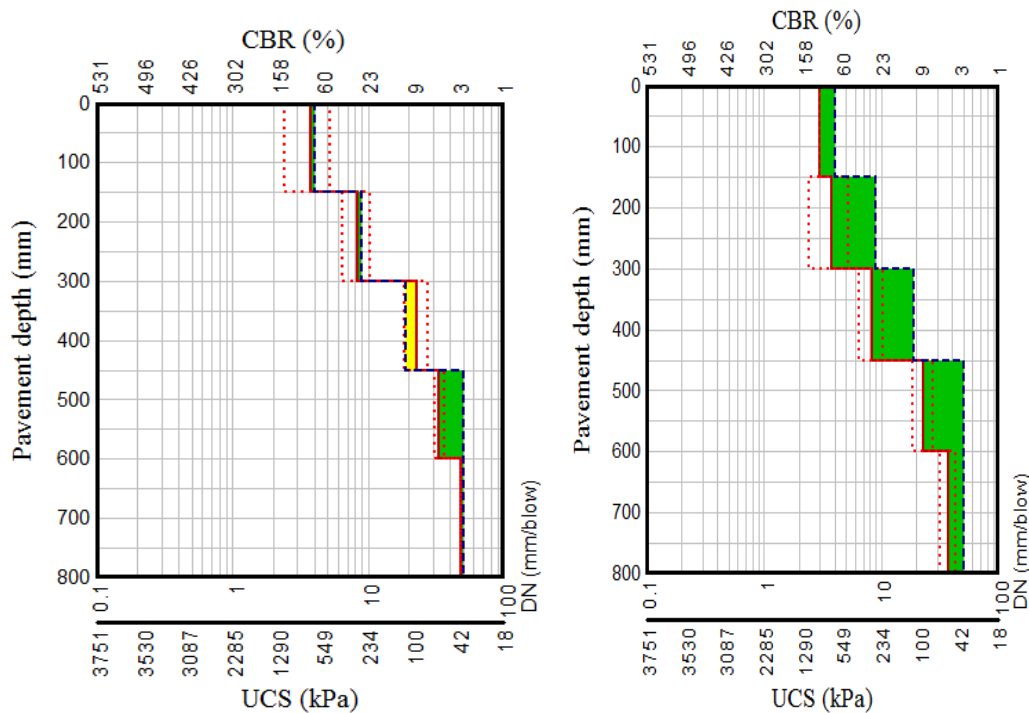 CBR (%)
531 496 426 302 158 60 23 9 3 1
0
100
200
300
400
500
600
700
800
Pavement depth (mm)
0.1 1 10 100
DN (mm/blow)
3751 3530 3087 2285 1290 549 234 100 42 18
UCS (kPa)
CBR (%)
531 496 426 302 158 60 23 9 3 1
0
100
200
300
400
500
600
700
800
Pavement depth (mm)
0.1 1 10 100
DN (mm/blow)
3751 3530 3087 2285 1290 549 234 100 42 18
UCS (kPa)